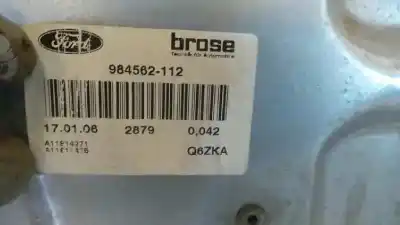 Ford
brose
Technik für Automobile
984562-112
17.01.06 2879 0,042
Q6ZKA